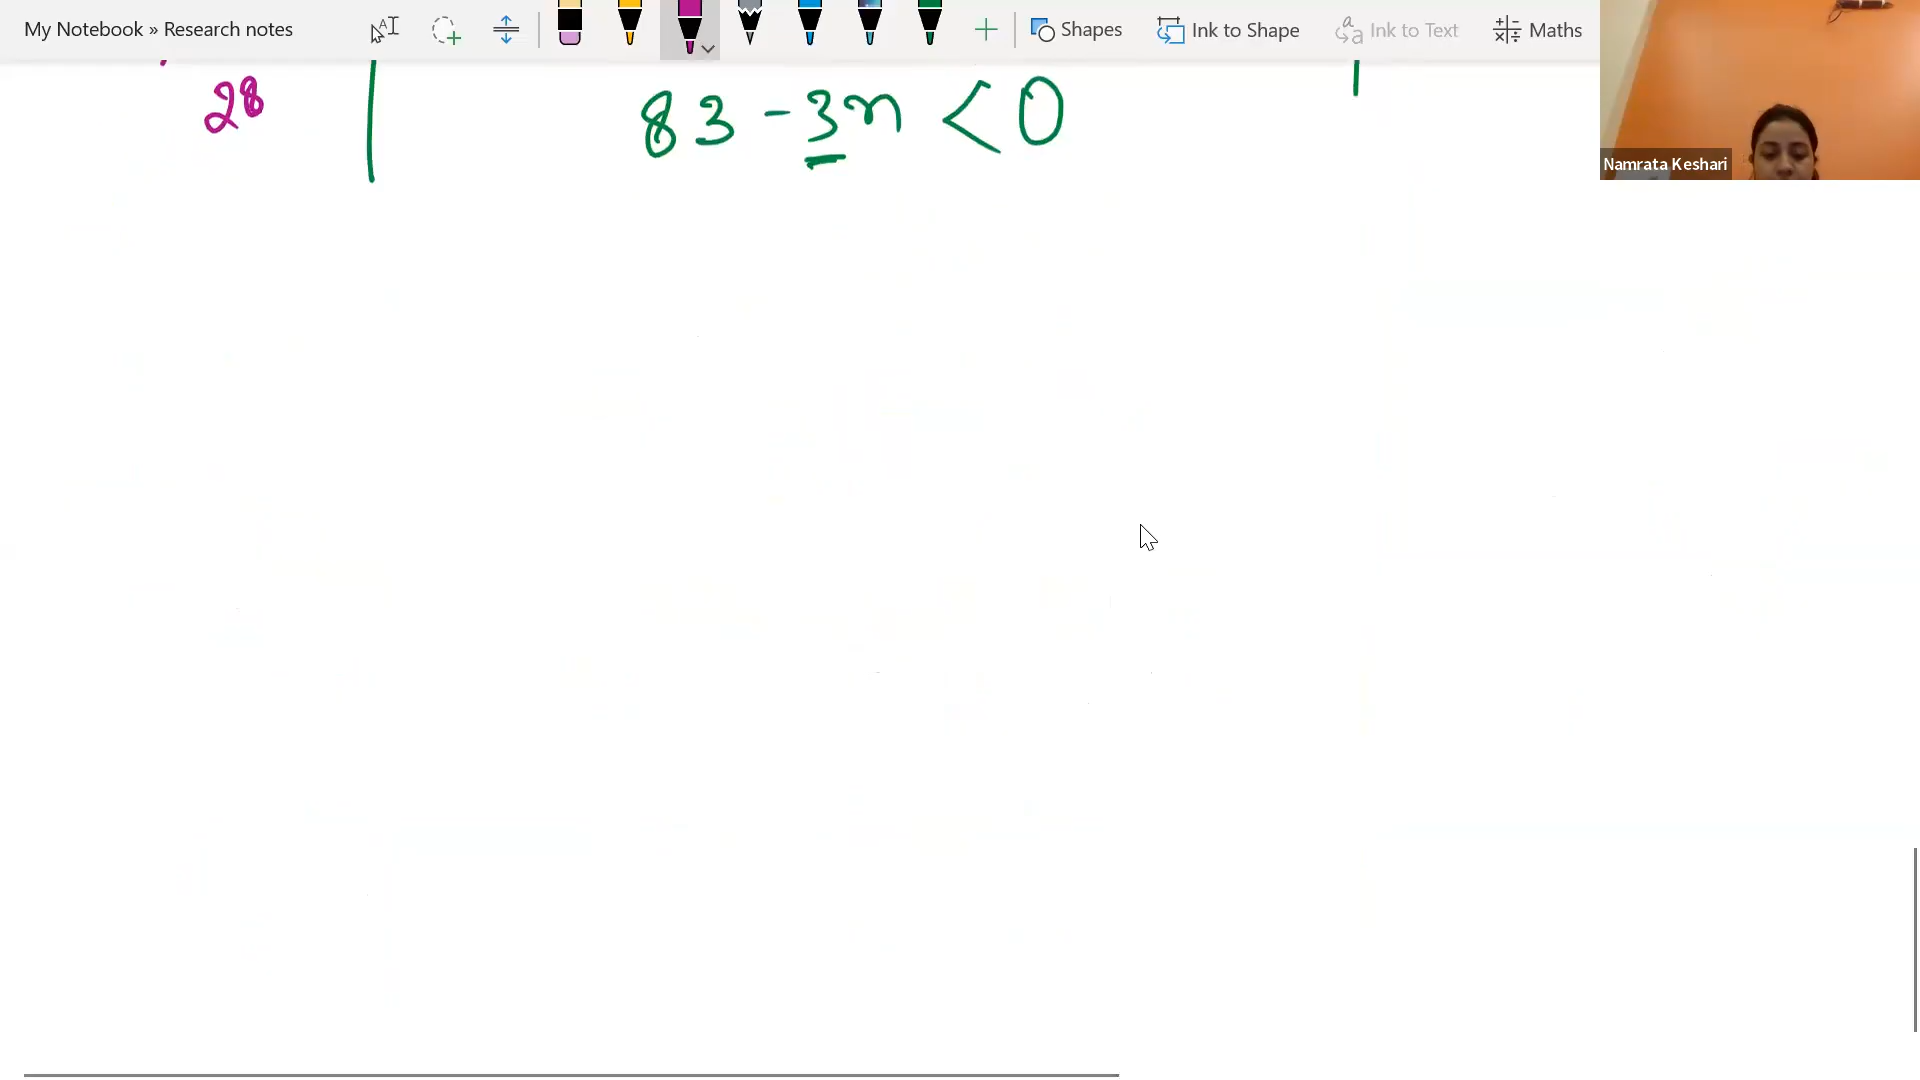 My Notebook » Research notes
Shapes
Ink to Shape
Ink to Text
Maths
28
83 - 3n < 0
Namrata Keshari